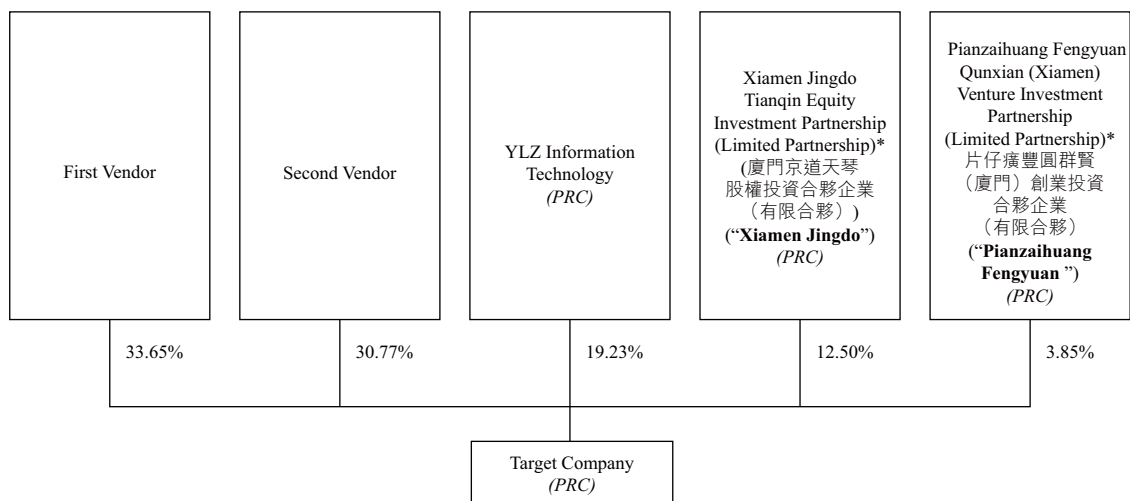 First Vendor
Second Vendor
YLZ Information
Technology
(PRC)
Xiamen Jingdo
Tianqin Equity
Investment Partnership
(Limited Partnership)*
(廈門京道天琴
股權投資合夥企業
（有限合夥）)
(“Xiamen Jingdo”)
(PRC)
Pianzaihuang Fengyuan
Qunxian (Xiamen)
Venture Investment
Partnership
(Limited Partnership)*
片仔癀豐圓群賢
（廈門）創業投資
合夥企業
（有限合夥）
(“Pianzaihuang
Fengyuan ”)
(PRC)
33.65%
30.77%
19.23%
12.50%
3.85%
Target Company
(PRC)